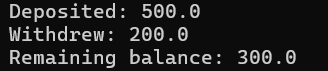 Deposited: 500.0
Withdrew: 200.0
Remaining balance: 300.0